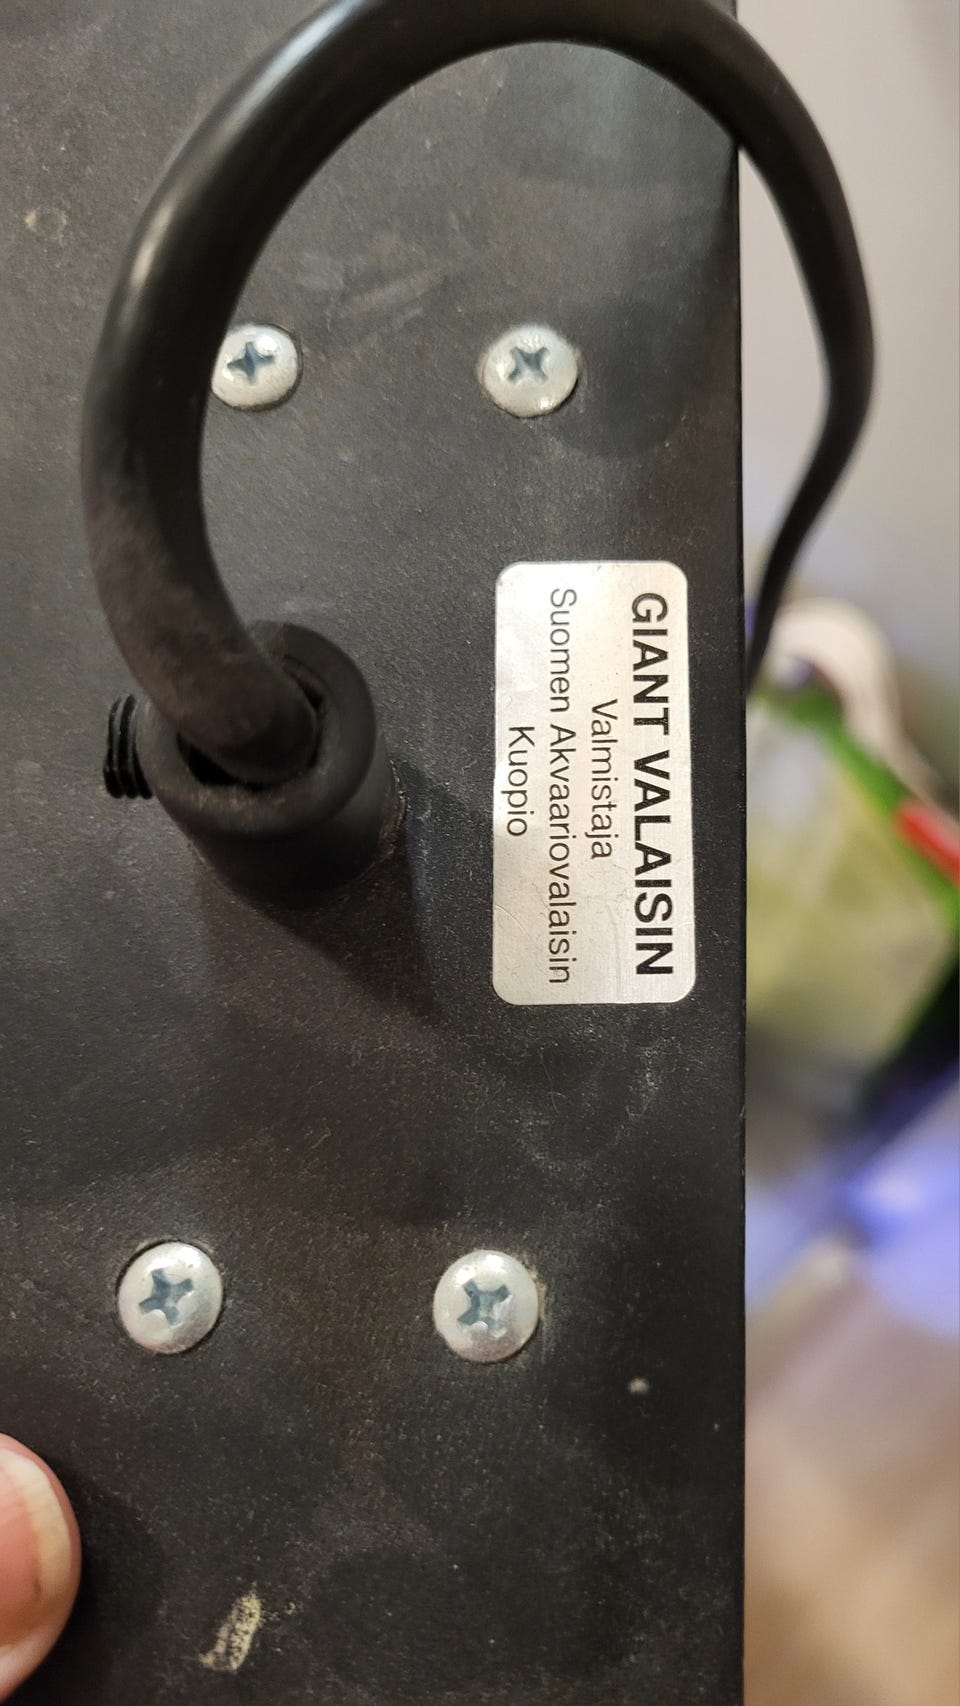 GIANT VALAISIN
Valmistaja
Suomen Akvaariovalaisin
Kuopio